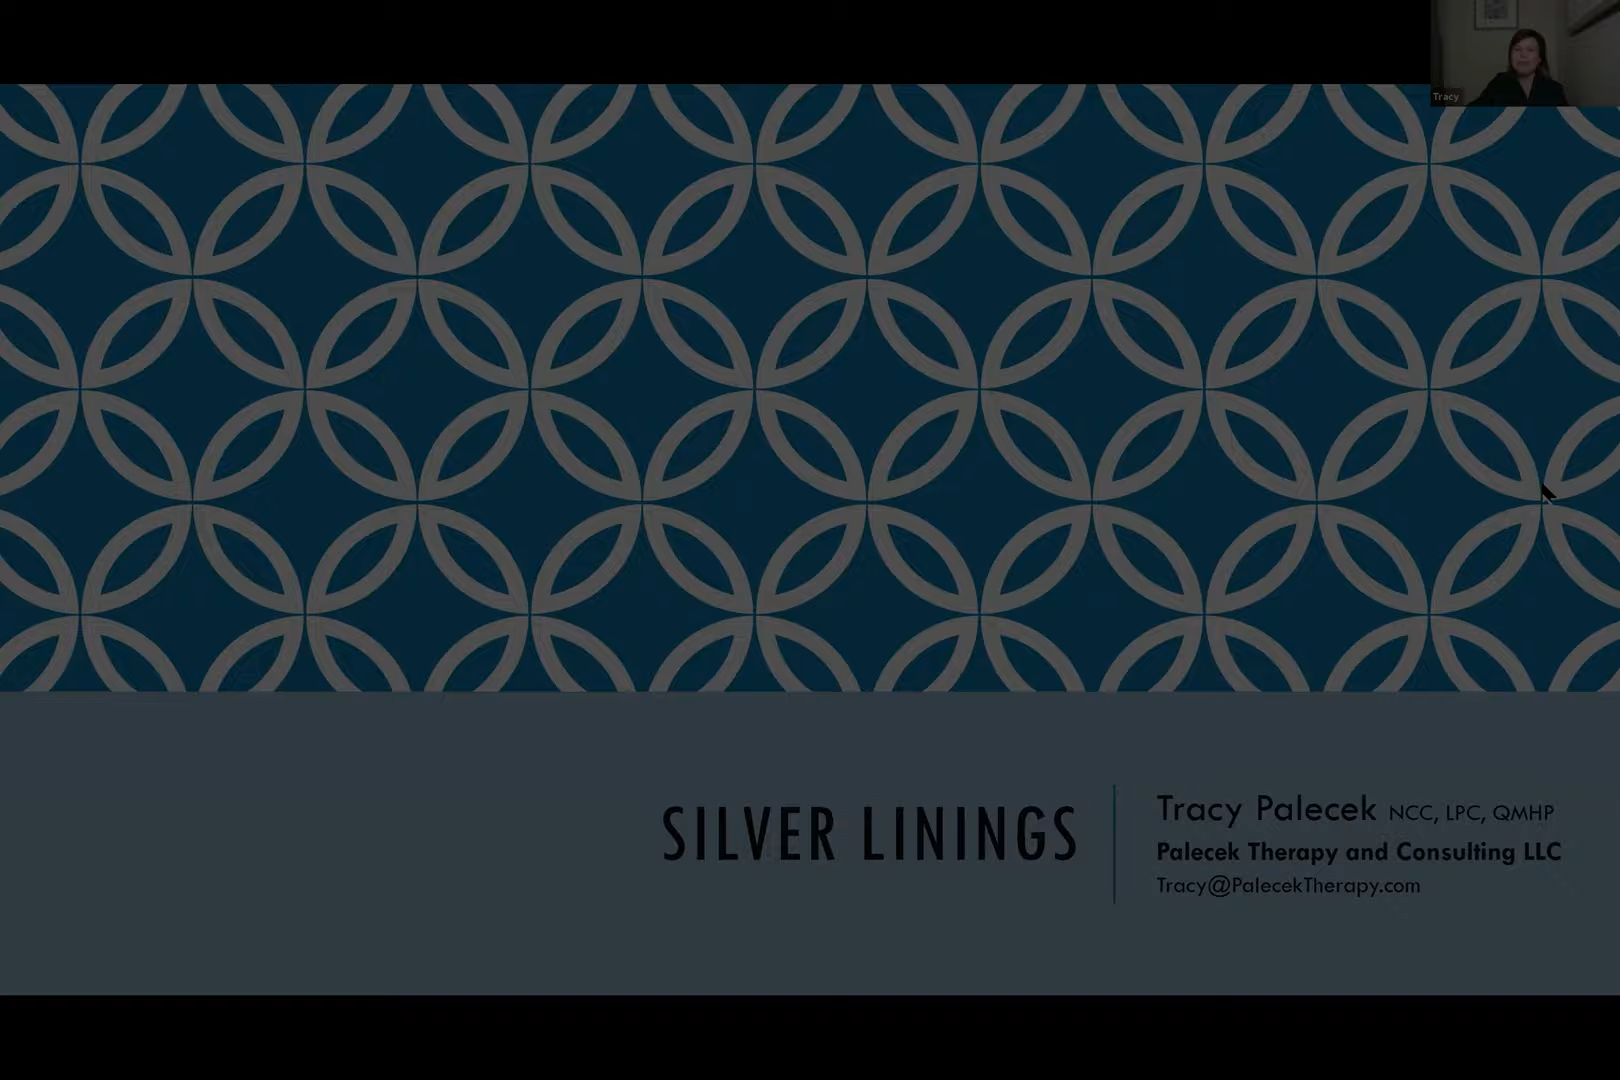 Tracy
SILVER LININGS
Tracy Palecek NCC, LPC, QMHP
Palecek Therapy and Consulting LLC
Tracy@PalecekTherapy.com